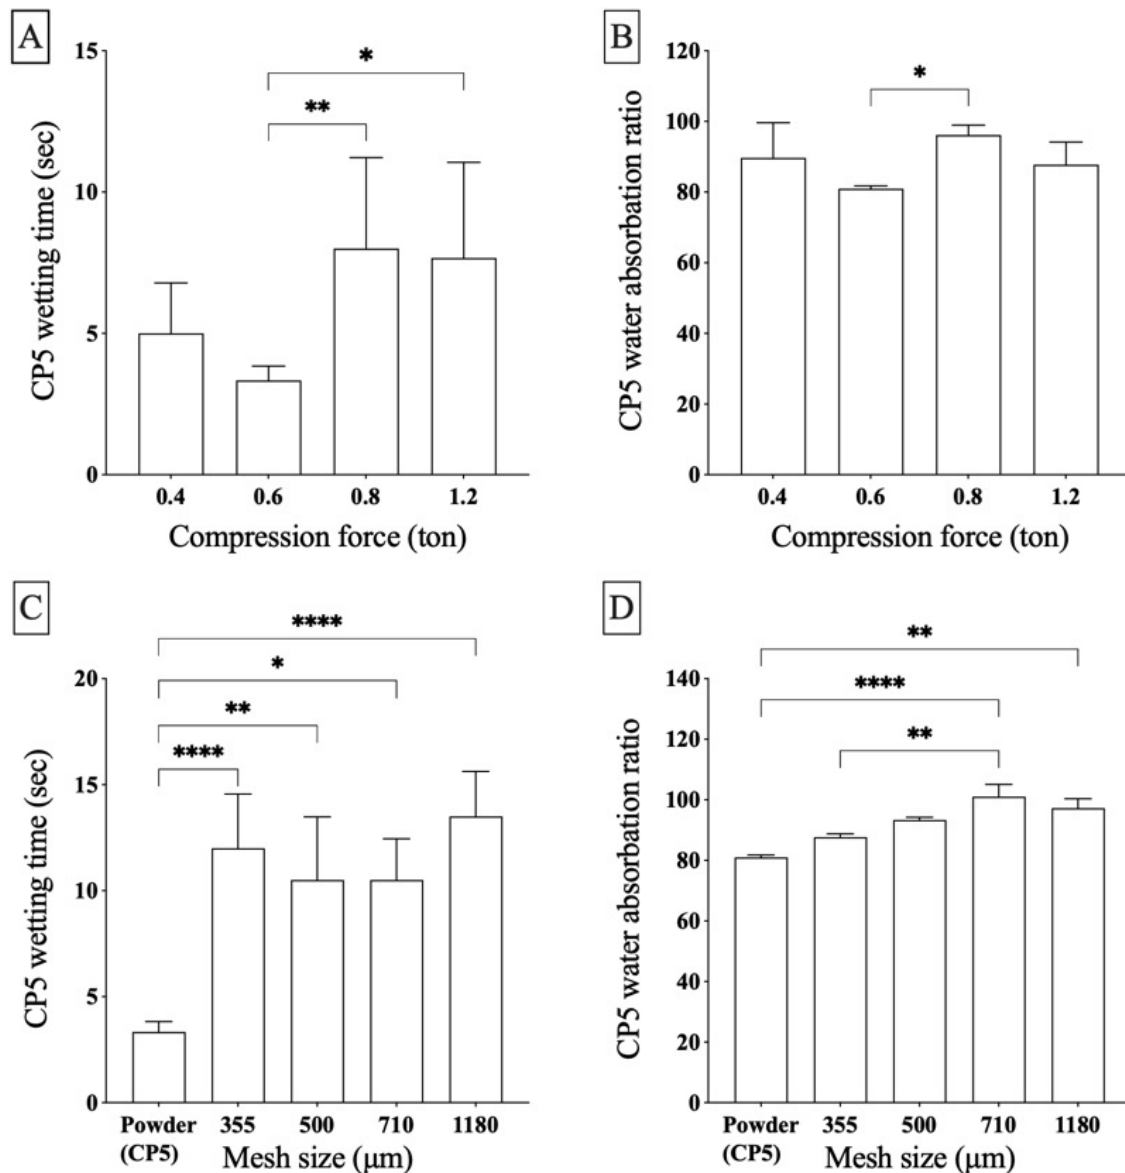 A
CP5 wetting time (sec)
15
10
5
0
*
**
0.4 0.6 0.8 1.2
Compression force (ton)
B
CP5 water absorbation ratio
120
100
80
60
40
20
0
*
0.4 0.6 0.8 1.2
Compression force (ton)
C
CP5 wetting time (sec)
20
15
10
5
0
****
*
**
****
Powder 355 500 710 1180
(CP5) Mesh size (μm)
D
CP5 water absorbation ratio
140
120
100
80
60
40
20
0
**
****
**
Powder 355 500 710 1180
(CP5) Mesh size (μm)